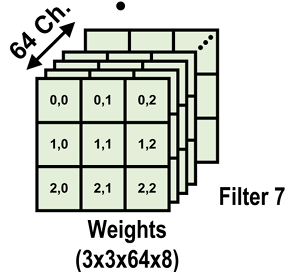 64 Ch.
0,0 0,1 0,2
1,0 1,1 1,2
2,0 2,1 2,2
Filter 7
Weights
(3x3x64x8)